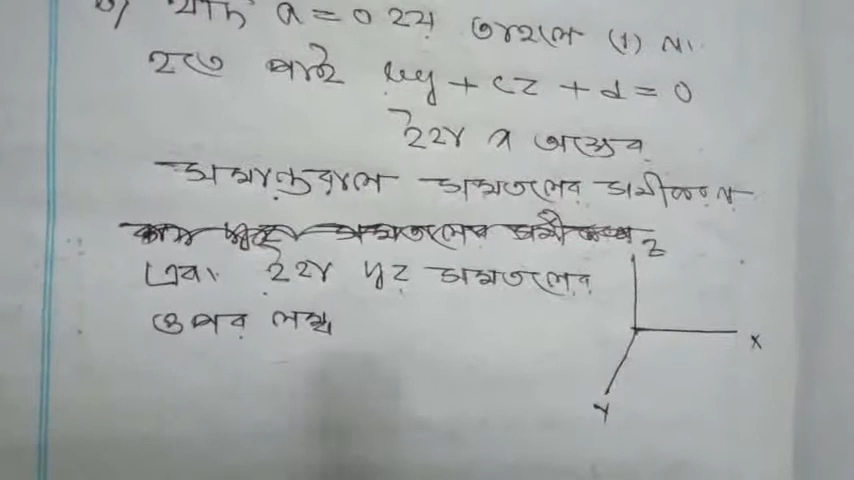 b) যদি a = 0 হয় তাহলে (1) নং
হতে পাই by + cz + d = 0
ইহা x অক্ষের
সমান্তরাল সমতলের সমীকরণ
এবং ইহা yz সমতলের
ওপর লম্ব
Z
X
Y